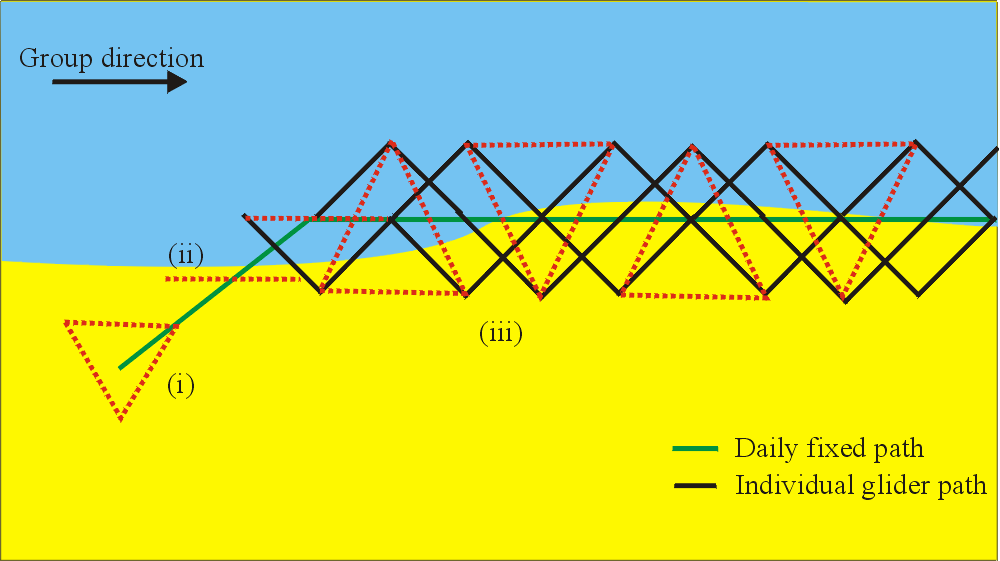 Group direction
(ii)
(iii)
(i)
Daily fixed path
Individual glider path